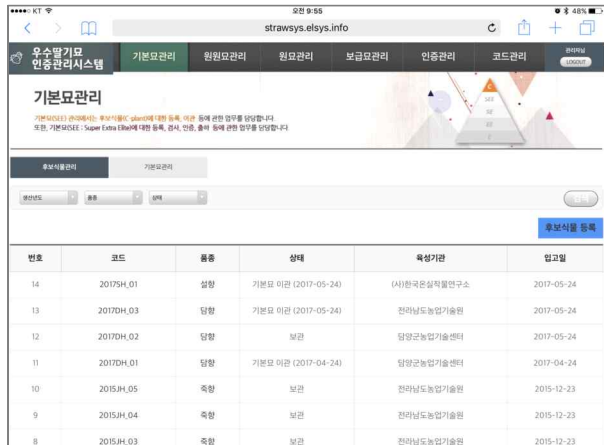 KT 오전 9:55 48%
strawsys.elsys.info
우수딸기묘
인증관리시스템
기본묘관리 원원묘관리 원묘관리 보급묘관리 인증관리 코드관리
관리자님
LOGOUT
기본묘관리
기본묘(SEE) 관리에서는 후보식물(C-plant)에 대한 등록, 이관 등에 관한 업무를 담당합니다.
또한, 기본묘(SEE : Super Extra Elite)에 대한 등록, 검사, 인증, 출하 등에 관한 업무를 담당합니다.
C
SEE
SE
EE
E
후보식물관리 기본묘관리
생산년도 품종 상태 검색
후보식물 등록
번호 코드 품종 상태 육성기관 입고일
14 2017SH_01 설향 기본묘 이관 (2017-05-24) (사)한국온실작물연구소 2017-05-24
13 2017DH_03 담향 기본묘 이관 (2017-05-24) 전라남도농업기술원 2017-05-24
12 2017DH_02 담향 보관 담양군농업기술센터 2017-05-24
11 2017DH_01 담향 기본묘 이관 (2017-04-24) 담양군농업기술센터 2017-04-24
10 2015JH_05 죽향 보관 전라남도농업기술원 2015-12-23
9 2015JH_04 죽향 보관 전라남도농업기술원 2015-12-23
8 2015JH_03 죽향 보관 전라남도농업기술원 2015-12-23